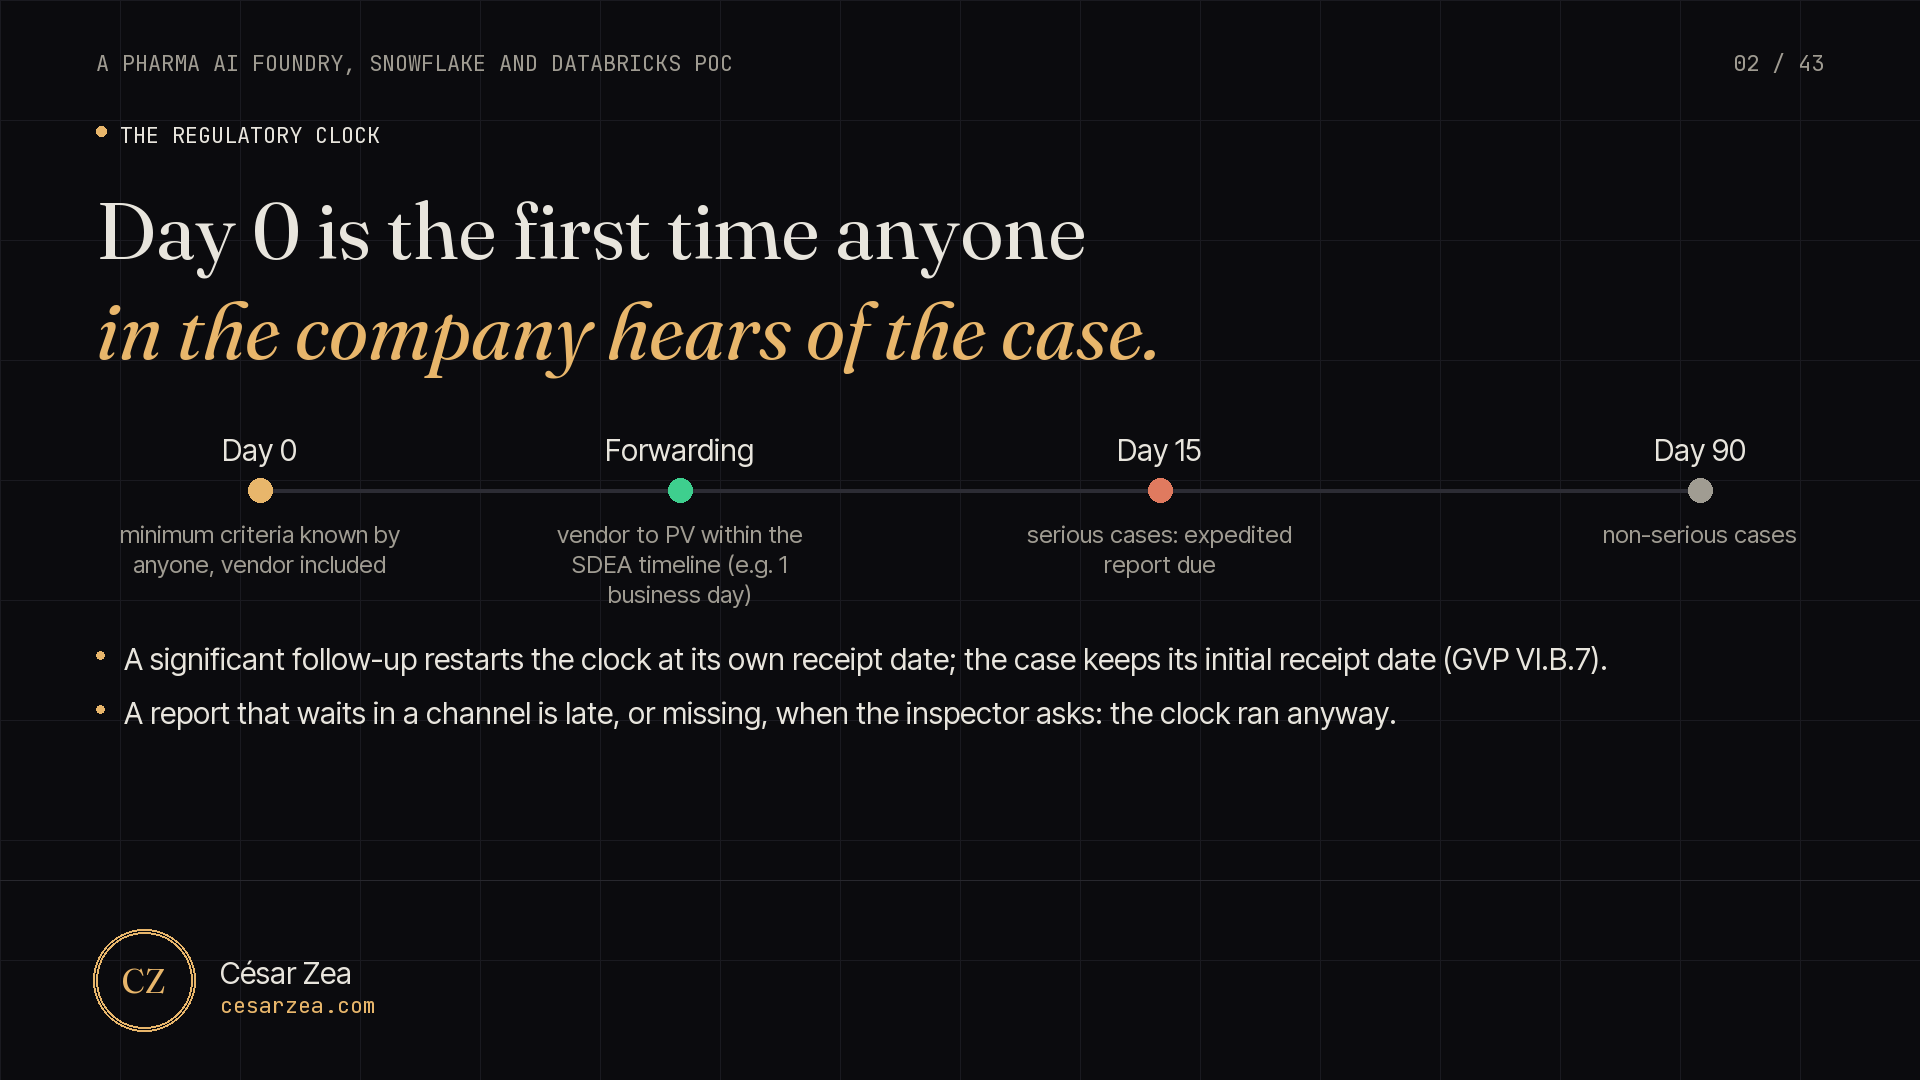 A PHARMA AI FOUNDRY, SNOWFLAKE AND DATABRICKS POC
02 / 43
THE REGULATORY CLOCK
Day 0 is the first time anyone
in the company hears of the case.
Day 0
minimum criteria known by
anyone, vendor included
Forwarding
vendor to PV within the
SDEA timeline (e.g. 1
business day)
Day 15
serious cases: expedited
report due
Day 90
non-serious cases
• A significant follow-up restarts the clock at its own receipt date; the case keeps its initial receipt date (GVP VI.B.7).
• A report that waits in a channel is late, or missing, when the inspector asks: the clock ran anyway.
CZ
César Zea
cesarzea.com